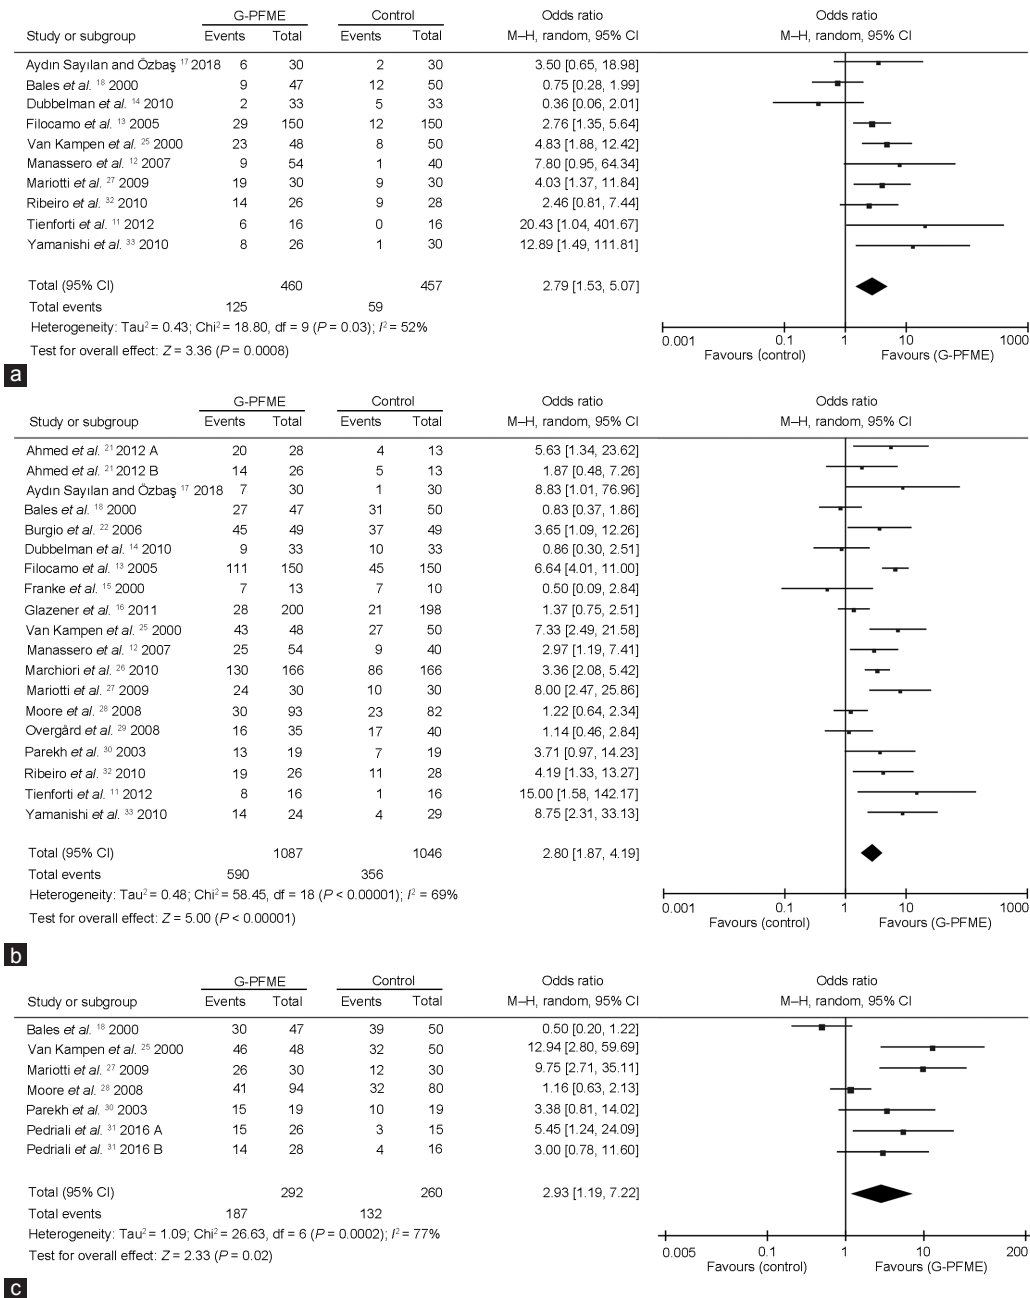 G-PFME Control Odds ratio Odds ratio
Study or subgroup Events Total Events Total M–H, random, 95% CI M–H, random, 95% CI
Aydın Sayılan and Özbaş 17 2018 6 30 2 30 3.50 [0.65, 18.98]
Bales et al. 18 2000 9 47 12 50 0.75 [0.28, 1.99]
Dubbelman et al. 14 2010 2 33 5 33 0.36 [0.06, 2.01]
Filocamo et al. 13 2005 29 150 12 150 2.76 [1.35, 5.64]
Van Kampen et al. 25 2000 23 48 8 50 4.83 [1.88, 12.42]
Manassero et al. 12 2007 9 54 1 40 7.80 [0.95, 64.34]
Mariotti et al. 27 2009 19 30 9 30 4.03 [1.37, 11.84]
Ribeiro et al. 32 2010 14 26 9 28 2.46 [0.81, 7.44]
Tienforti et al. 11 2012 6 16 0 16 20.43 [1.04, 401.67]
Yamanishi et al. 33 2010 8 26 1 30 12.89 [1.49, 111.81]
Total (95% CI) 460 457 2.79 [1.53, 5.07]
Total events 125 59
Heterogeneity: Tau2 = 0.43; Chi2 = 18.80, df = 9 (P = 0.03); I2 = 52%
Test for overall effect: Z = 3.36 (P = 0.0008)
0.001 0.1 1 10 1000
Favours (control) Favours (G-PFME)
a
G-PFME Control Odds ratio Odds ratio
Study or subgroup Events Total Events Total M–H, random, 95% CI M–H, random, 95% CI
Ahmed et al. 21 2012 A 20 28 4 13 5.63 [1.34, 23.62]
Ahmed et al. 21 2012 B 14 26 5 13 1.87 [0.48, 7.26]
Aydın Sayılan and Özbaş 17 2018 7 30 1 30 8.83 [1.01, 76.96]
Bales et al. 18 2000 27 47 31 50 0.83 [0.37, 1.86]
Burgio et al. 22 2006 45 49 37 49 3.65 [1.09, 12.26]
Dubbelman et al. 14 2010 9 33 10 33 0.86 [0.30, 2.51]
Filocamo et al. 13 2005 111 150 45 150 6.64 [4.01, 11.00]
Franke et al. 15 2000 7 13 7 10 0.50 [0.09, 2.84]
Glazener et al. 16 2011 28 200 21 198 1.37 [0.75, 2.51]
Van Kampen et al. 25 2000 43 48 27 50 7.33 [2.49, 21.58]
Manassero et al. 12 2007 25 54 9 40 2.97 [1.19, 7.41]
Marchiori et al. 26 2010 130 166 86 166 3.36 [2.08, 5.42]
Mariotti et al. 27 2009 24 30 10 30 8.00 [2.47, 25.86]
Moore et al. 28 2008 30 93 23 82 1.22 [0.64, 2.34]
Overgård et al. 29 2008 16 35 17 40 1.14 [0.46, 2.84]
Parekh et al. 30 2003 13 19 7 19 3.71 [0.97, 14.23]
Ribeiro et al. 32 2010 19 26 11 28 4.19 [1.33, 13.27]
Tienforti et al. 11 2012 8 16 1 16 15.00 [1.58, 142.17]
Yamanishi et al. 33 2010 14 24 4 29 8.75 [2.31, 33.13]
Total (95% CI) 1087 1046 2.80 [1.87, 4.19]
Total events 590 356
Heterogeneity: Tau2 = 0.48; Chi2 = 58.45, df = 18 (P < 0.00001); I2 = 69%
Test for overall effect: Z = 5.00 (P < 0.00001)
0.001 0.1 1 10 1000
Favours (control) Favours (G-PFME)
b
G-PFME Control Odds ratio Odds ratio
Study or subgroup Events Total Events Total M–H, random, 95% CI M–H, random, 95% CI
Bales et al. 18 2000 30 47 39 50 0.50 [0.20, 1.22]
Van Kampen et al. 25 2000 46 48 32 50 12.94 [2.80, 59.69]
Mariotti et al. 27 2009 26 30 12 30 9.75 [2.71, 35.11]
Moore et al. 28 2008 41 94 32 80 1.16 [0.63, 2.13]
Parekh et al. 30 2003 15 19 10 19 3.38 [0.81, 14.02]
Pedriali et al. 31 2016 A 15 26 3 15 5.45 [1.24, 24.09]
Pedriali et al. 31 2016 B 14 28 4 16 3.00 [0.78, 11.60]
Total (95% CI) 292 260 2.93 [1.19, 7.22]
Total events 187 132
Heterogeneity: Tau2 = 1.09; Chi2 = 26.63, df = 6 (P = 0.0002); I2 = 77%
Test for overall effect: Z = 2.33 (P = 0.02)
0.005 0.1 1 10 200
Favours (control) Favours (G-PFME)
c